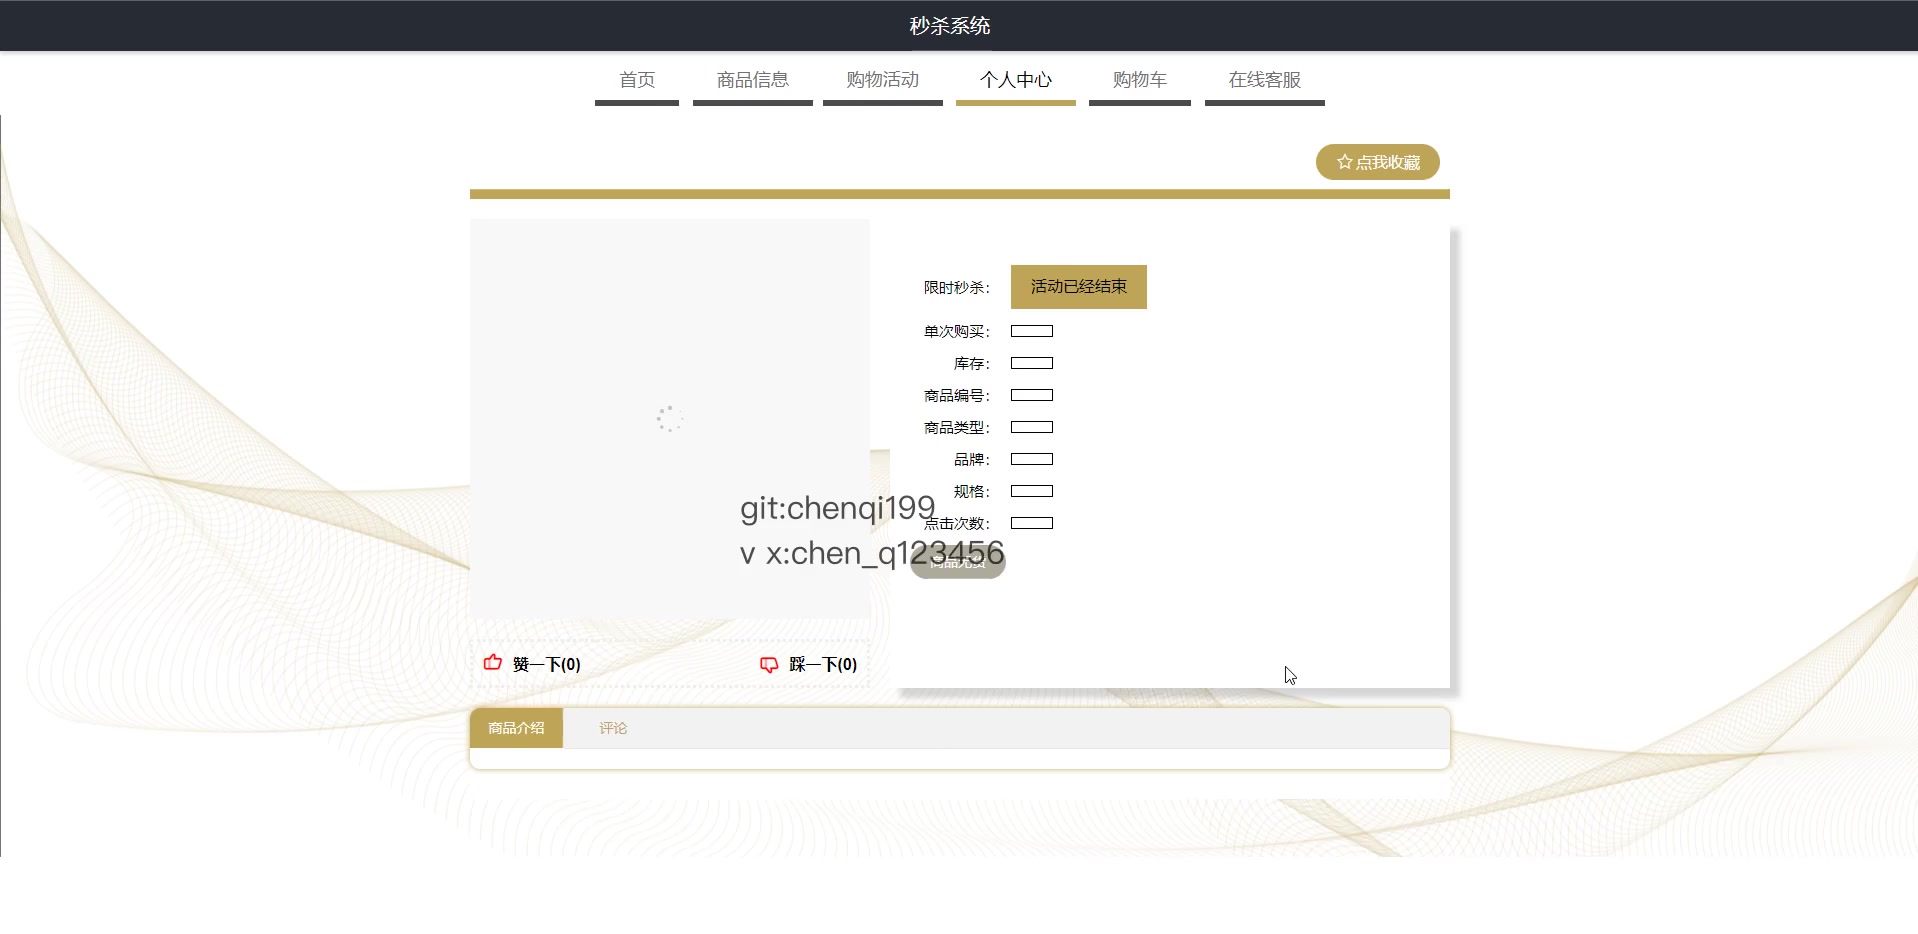 秒杀系统
首页 商品信息 购物活动 个人中心 购物车 在线客服
点我收藏
限时秒杀： 活动已经结束
单次购买：
库存：
商品编号：
商品类型：
品牌：
规格：
点击次数：
git:chenqi199
v x:chen_q123456
商品无货
赞一下(0) 踩一下(0)
商品介绍 评论